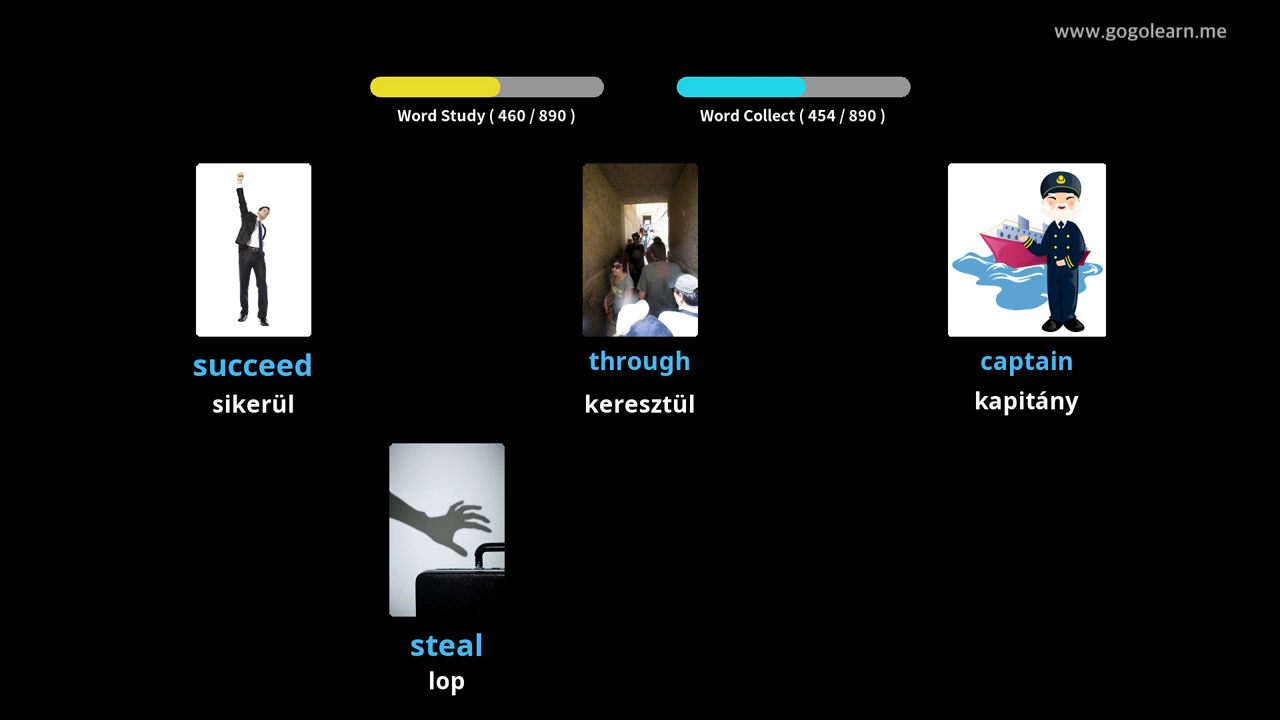 www.gogolearn.me
Word Study ( 460 / 890 )
Word Collect ( 454 / 890 )
succeed
sikerül
through
keresztül
captain
kapitány
steal
lop